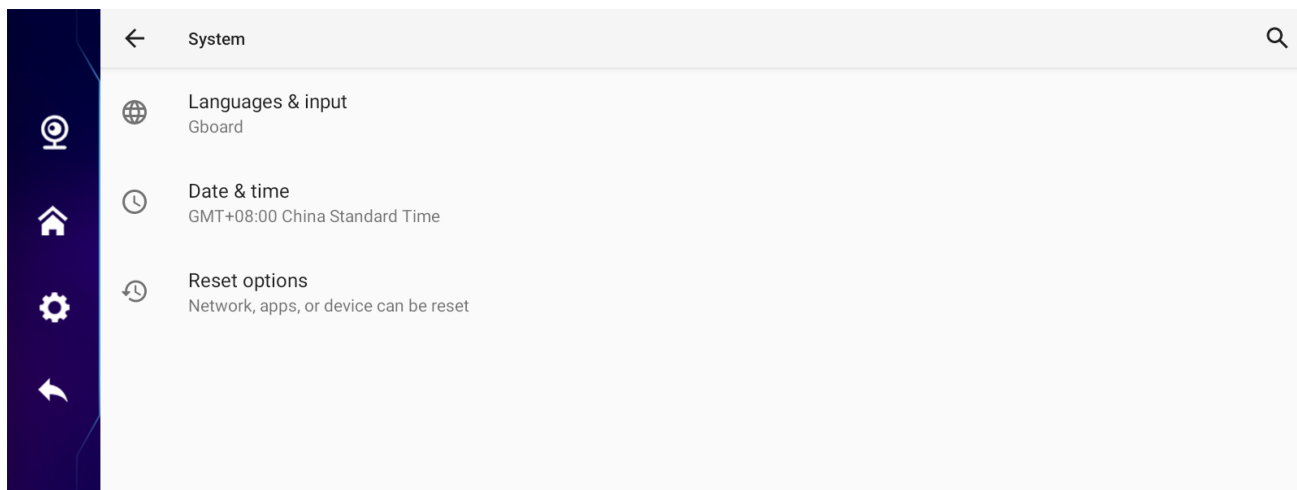 System
Languages & input
Gboard
Date & time
GMT+08:00 China Standard Time
Reset options
Network, apps, or device can be reset